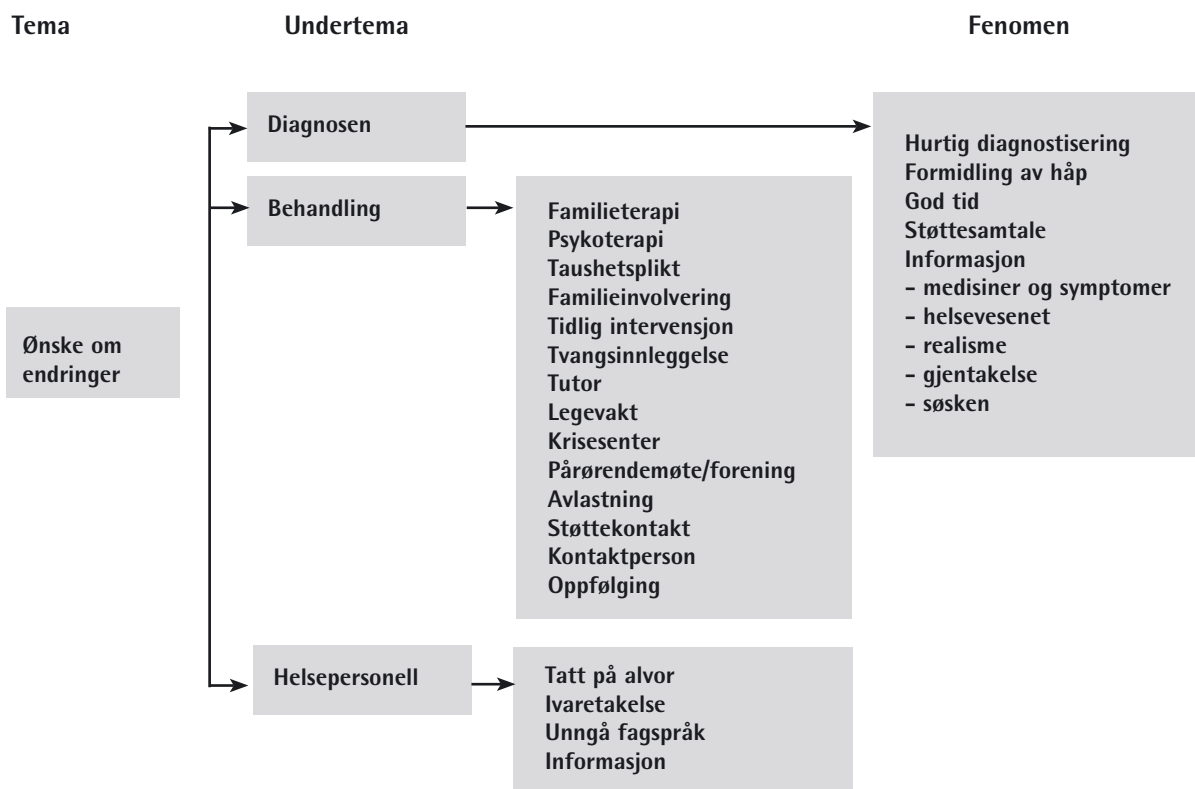 Tema
Undertema
Fenomen
Ønske om
endringer
Diagnosen
Hurtig diagnostisering
Formidling av håp
God tid
Støttesamtale
Informasjon
– medisiner og symptomer
– helsevesenet
– realisme
– gjentakelse
– søsken
Behandling
Familieterapi
Psykoterapi
Taushetsplikt
Familieinvolvering
Tidlig intervensjon
Tvangsinnleggelse
Tutor
Legevakt
Krisesenter
Pårørendemøte/forening
Avlastning
Støttekontakt
Kontaktperson
Oppfølging
Helsepersonell
Tatt på alvor
Ivaretakelse
Unngå fagspråk
Informasjon